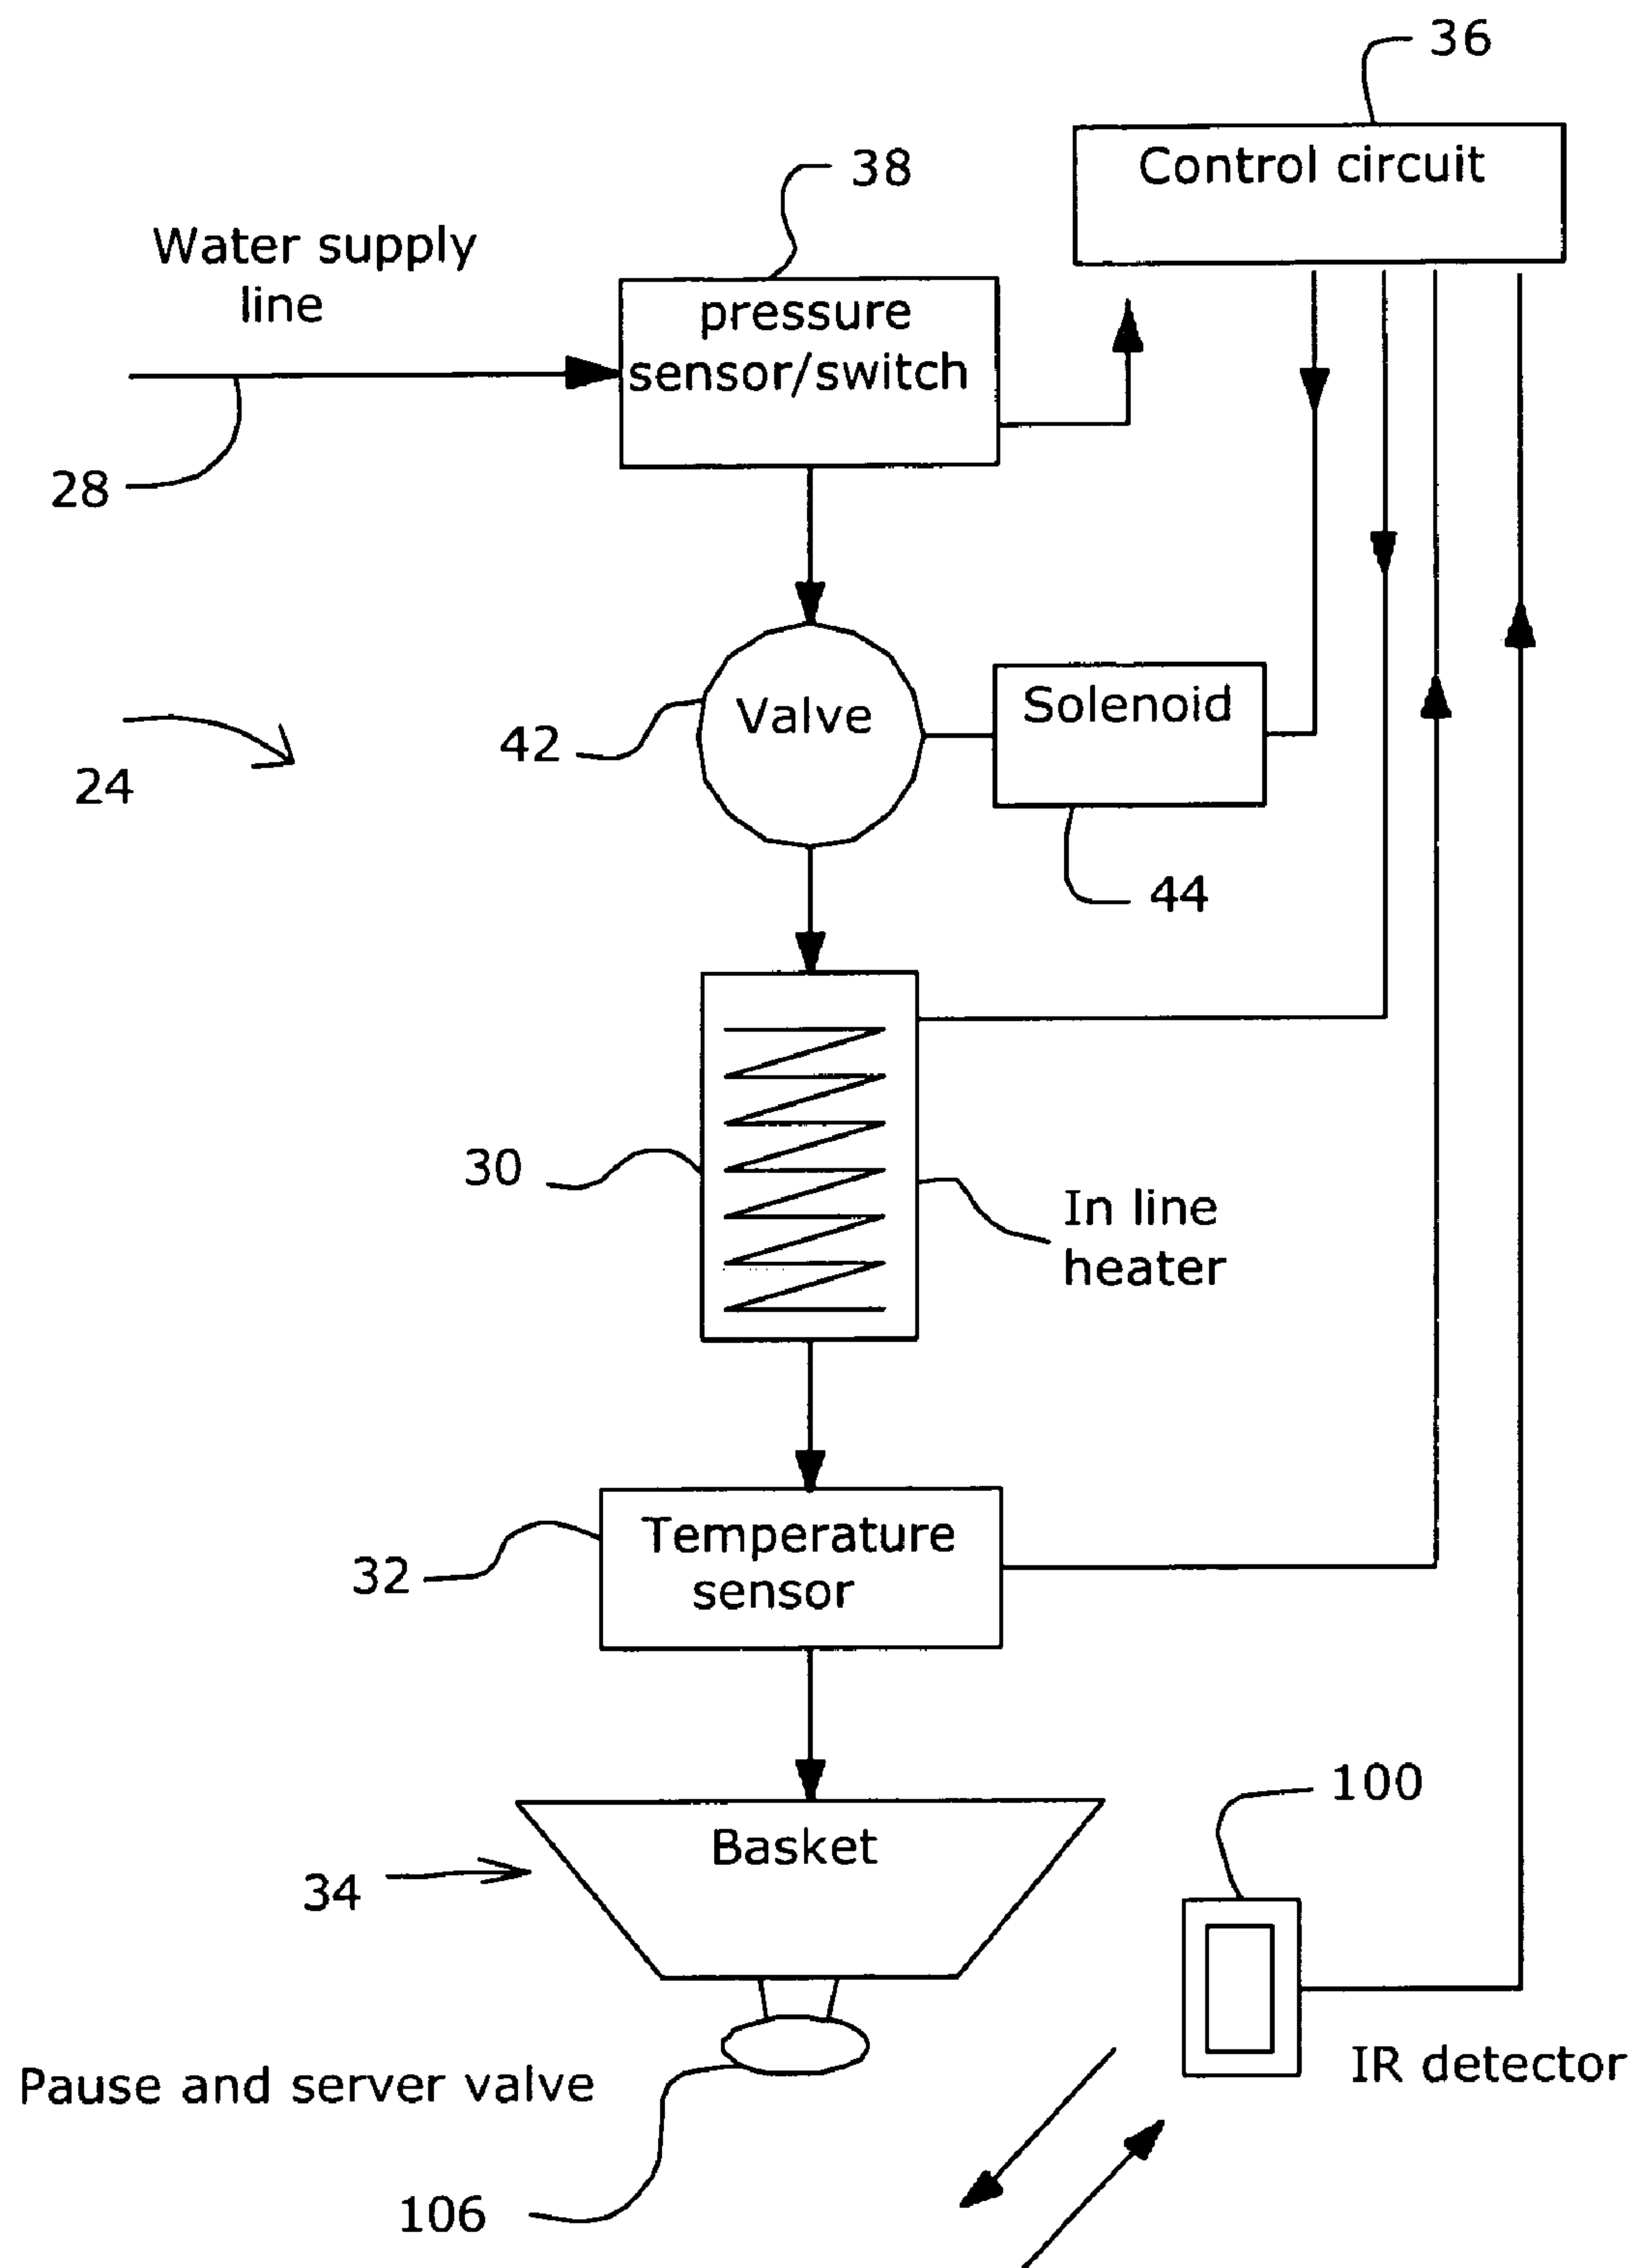 36
Control circuit
38
Water supply
line
pressure
sensor/switch
28
Valve
Solenoid
42
24
44
30
In line
heater
Temperature
sensor
32
100
Basket
34
IR detector
Pause and server valve
106